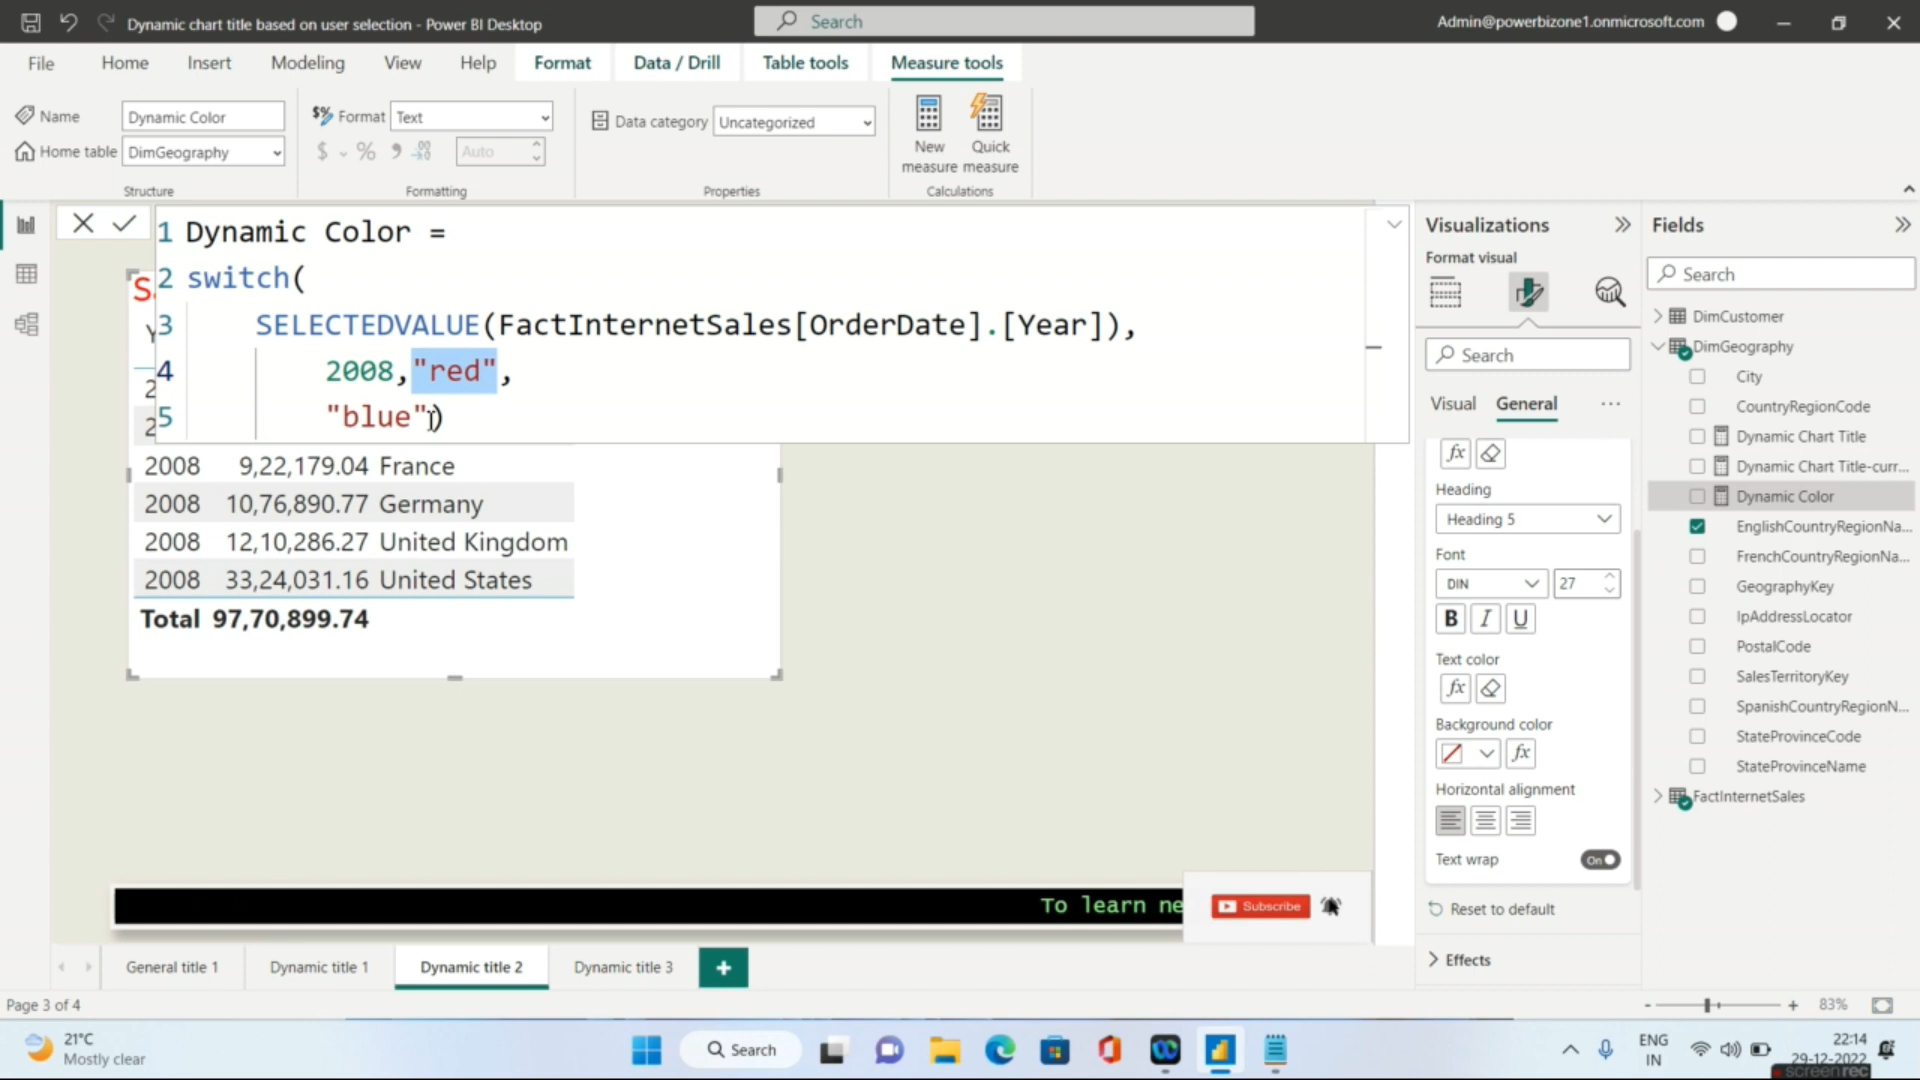 Dynamic chart title based on user selection - Power BI Desktop
Search
Admin@powerbizone1.onmicrosoft.com
File
Home
Insert
Modeling
View
Help
Format
Data / Drill
Table tools
Measure tools
Name
Dynamic Color
Home table
DimGeography
Structure
Format
Text
$
%
Auto
Formatting
Data category
Uncategorized
Properties
New measure
Quick measure
Calculations
1 Dynamic Color =
2 switch(
3 SELECTEDVALUE(FactInternetSales[OrderDate].[Year]),
4 2008,"red",
5 "blue")
2008 9,22,179.04 France
2008 10,76,890.77 Germany
2008 12,10,286.27 United Kingdom
2008 33,24,031.16 United States
Total 97,70,899.74
To learn ne
Subscribe
Visualizations
Format visual
Search
Visual
General
fx
Heading
Heading 5
Font
DIN
27
B
I
U
Text color
fx
Background color
fx
Horizontal alignment
Text wrap
On
Reset to default
Effects
Fields
Search
DimCustomer
DimGeography
City
CountryRegionCode
Dynamic Chart Title
Dynamic Chart Title-curr...
Dynamic Color
EnglishCountryRegionNa...
FrenchCountryRegionNa...
GeographyKey
IpAddressLocator
PostalCode
SalesTerritoryKey
SpanishCountryRegionN...
StateProvinceCode
StateProvinceName
FactInternetSales
General title 1
Dynamic title 1
Dynamic title 2
Dynamic title 3
Page 3 of 4
83%
21°C
Mostly clear
Search
ENG
IN
22:14
29-12-2022
screenrec